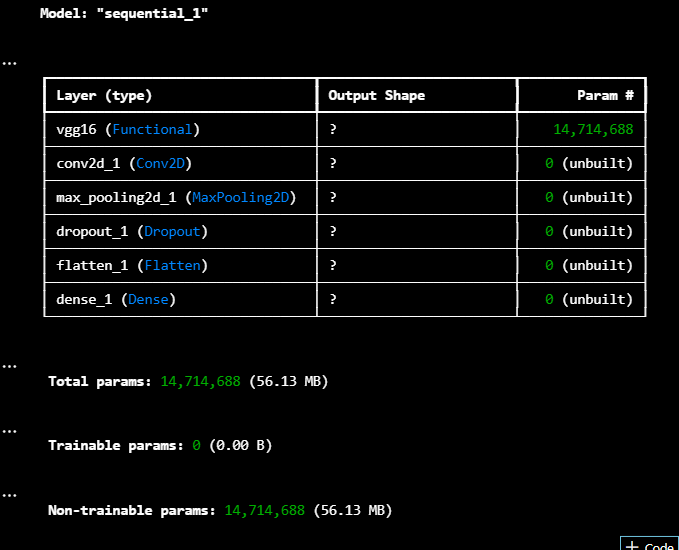 Model: "sequential_1"
...
Layer (type) Output Shape Param #
vgg16 (Functional) ? 14,714,688
conv2d_1 (Conv2D) ? 0 (unbuilt)
max_pooling2d_1 (MaxPooling2D) ? 0 (unbuilt)
dropout_1 (Dropout) ? 0 (unbuilt)
flatten_1 (Flatten) ? 0 (unbuilt)
dense_1 (Dense) ? 0 (unbuilt)
...
Total params: 14,714,688 (56.13 MB)
...
Trainable params: 0 (0.00 B)
...
Non-trainable params: 14,714,688 (56.13 MB)
+ Code